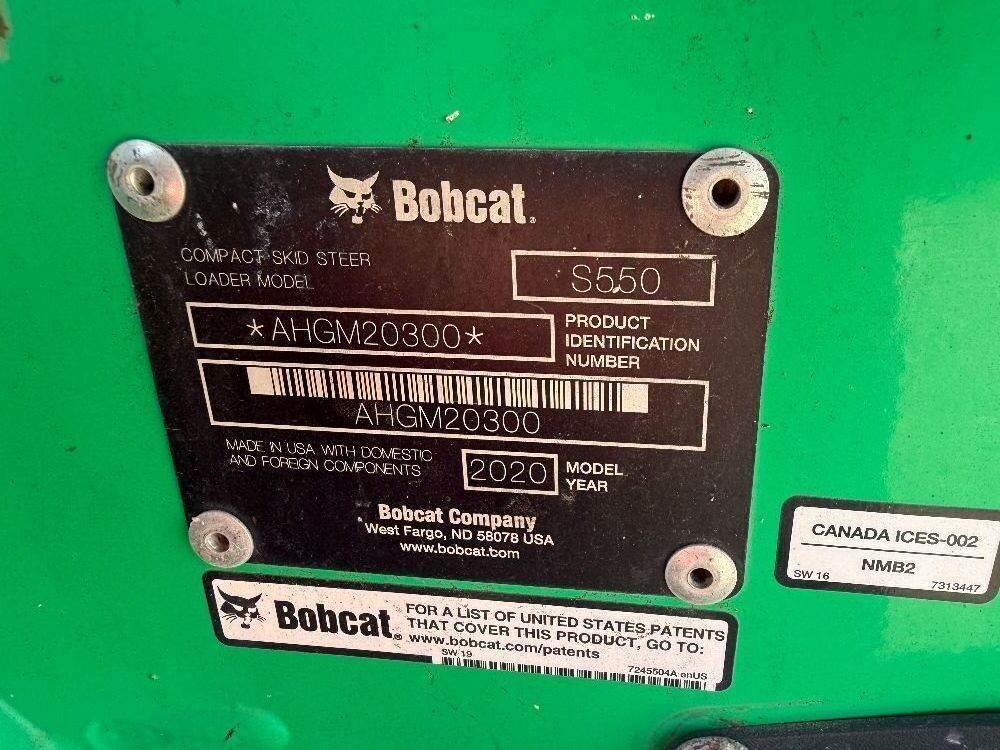 Bobcat.
COMPACT SKID STEER
LOADER MODEL
S550
*AHGM20300*
PRODUCT
IDENTIFICATION
NUMBER
AHGM20300
MADE IN USA WITH DOMESTIC
AND FOREIGN COMPONENTS
2020
MODEL
YEAR
Bobcat Company
West Fargo, ND 58078 USA
www.bobcat.com
CANADA ICES-002
NMB2
SW 16
7313447
Bobcat®
FOR A LIST OF UNITED STATES PATENTS
THAT COVER THIS PRODUCT, GO TO:
www.bobcat.com/patents
SW 19
7245504A enUS